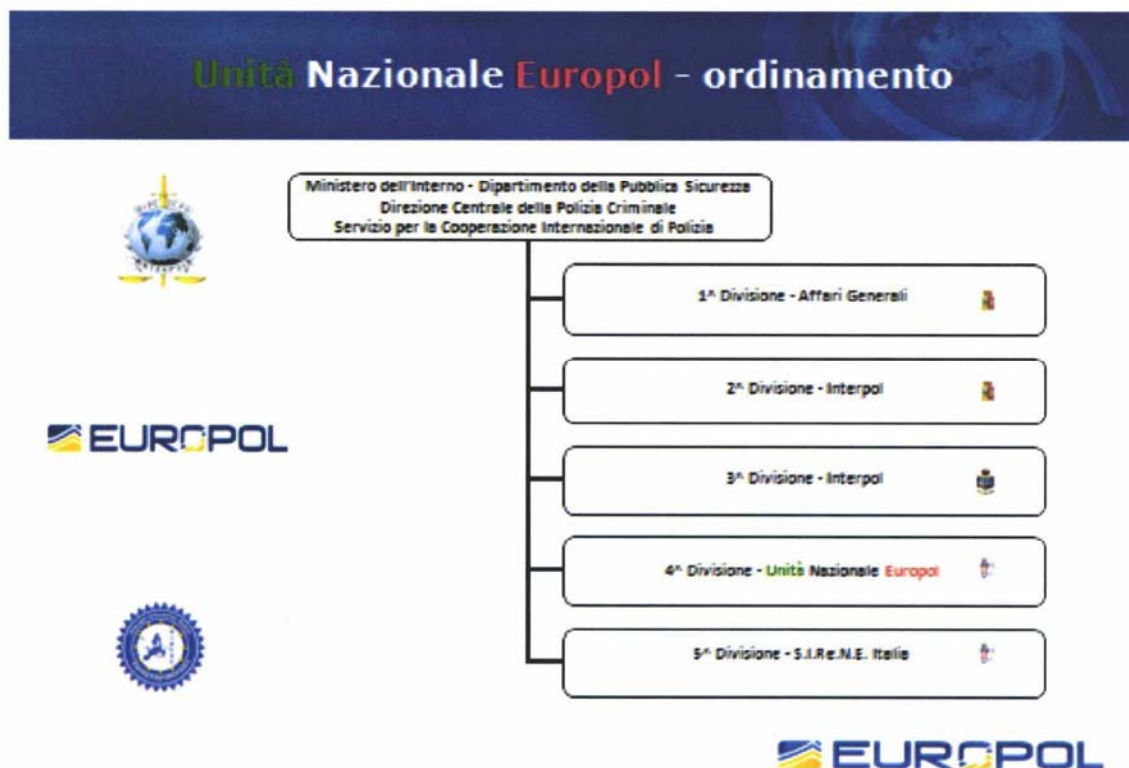 Unità Nazionale Europol - ordinamento
Ministero dell'Interno - Dipartimento della Pubblica Sicurezza
Direzione Centrale della Polizia Criminale
Servizio per la Cooperazione Internazionale di Polizia
1^ Divisione - Affari Generali
2^ Divisione - Interpol
EUROPOL
3^ Divisione - Interpol
4^ Divisione - Unità Nazionale Europol
5^ Divisione - S.I.Re.N.E. Italia
EUROPOL